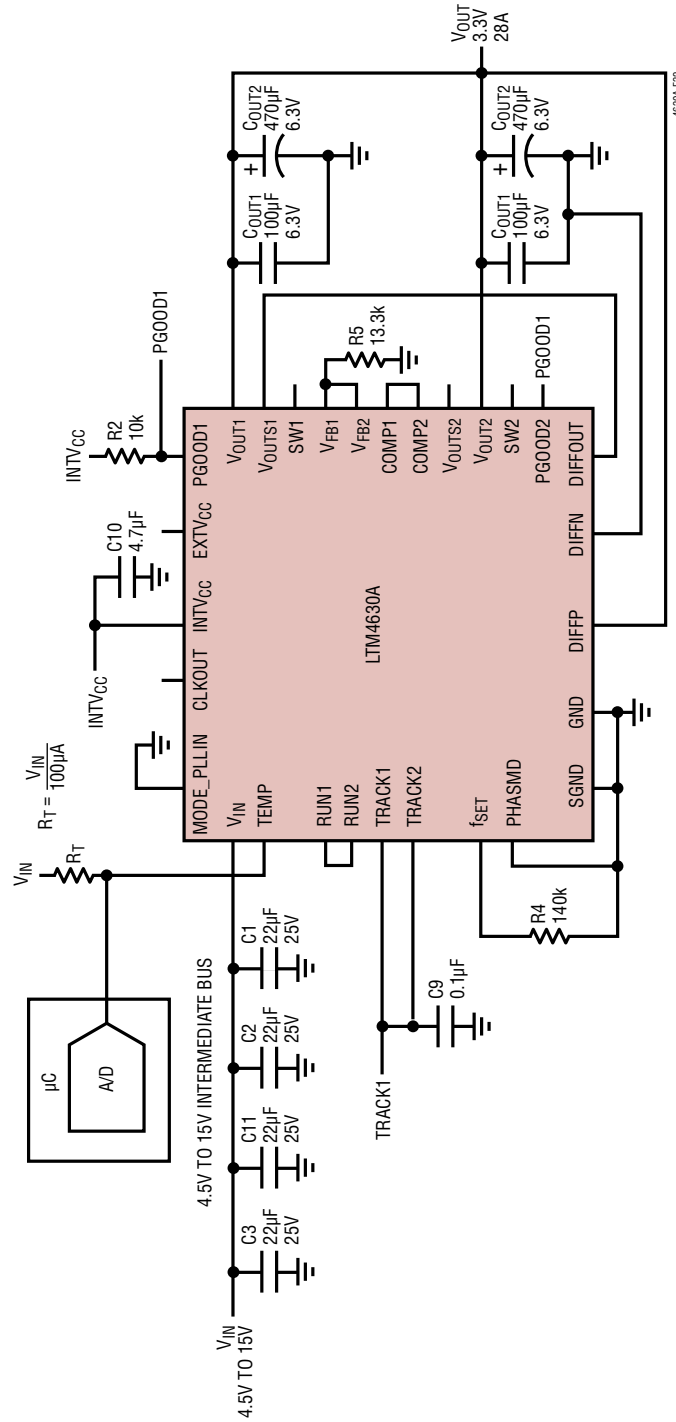 µC
A/D
VIN
RT
RT = VIN
100µA
VIN
4.5V TO 15V
4.5V TO 15V INTERMEDIATE BUS
C3
22µF
25V
C11
22µF
25V
C2
22µF
25V
C1
22µF
25V
INTVCC
C10
4.7µF
INTVCC
R2
10k
PGOOD1
MODE_PLLIN
CLKOUT
INTVCC
EXTVCC
PGOOD1
VIN
TEMP
RUN1
RUN2
TRACK1
TRACK2
fSET
PHASMD
LTM4630A
VOUT1
VOUTS1
SW1
VFB1
VFB2
COMP1
COMP2
VOUTS2
VOUT2
SW2
PGOOD2
SGND
GND
DIFFP
DIFFN
DIFFOUT
TRACK1
C9
0.1µF
R4
140k
R5
13.3k
PGOOD1
COUT1
100µF
6.3V
COUT2
470µF
6.3V
+
COUT1
100µF
6.3V
COUT2
470µF
6.3V
+
VOUT
3.3V
28A